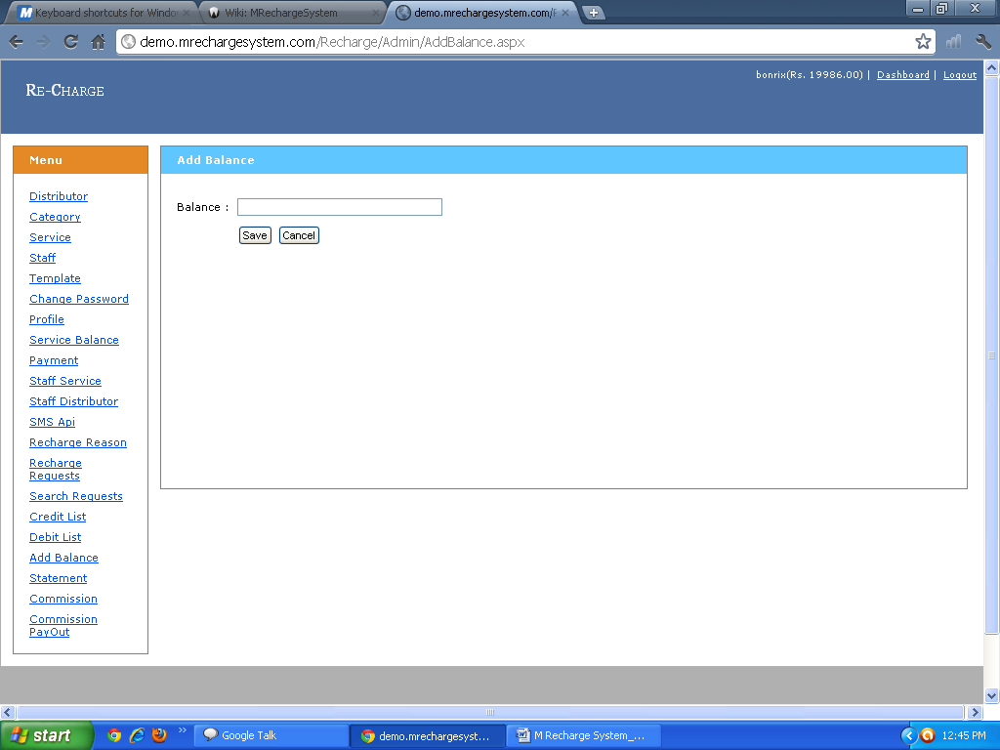 Keyboard shortcuts for Windo
Wiki: MRechargeSystem
demo.mrechargesystem.com/F
demo.mrechargesystem.com/Recharge/Admin/AddBalance.aspx
RE-CHARGE
bonrix(Rs. 19986.00) | Dashboard | Logout
Menu
Distributor
Category
Service
Staff
Template
Change Password
Profile
Service Balance
Payment
Staff Service
Staff Distributor
SMS Api
Recharge Reason
Recharge
Requests
Search Requests
Credit List
Debit List
Add Balance
Statement
Commission
Commission
PayOut
Add Balance
Balance :
Save Cancel
start
Google Talk
demo.mrechargesyst...
M Recharge System_...
12:45 PM